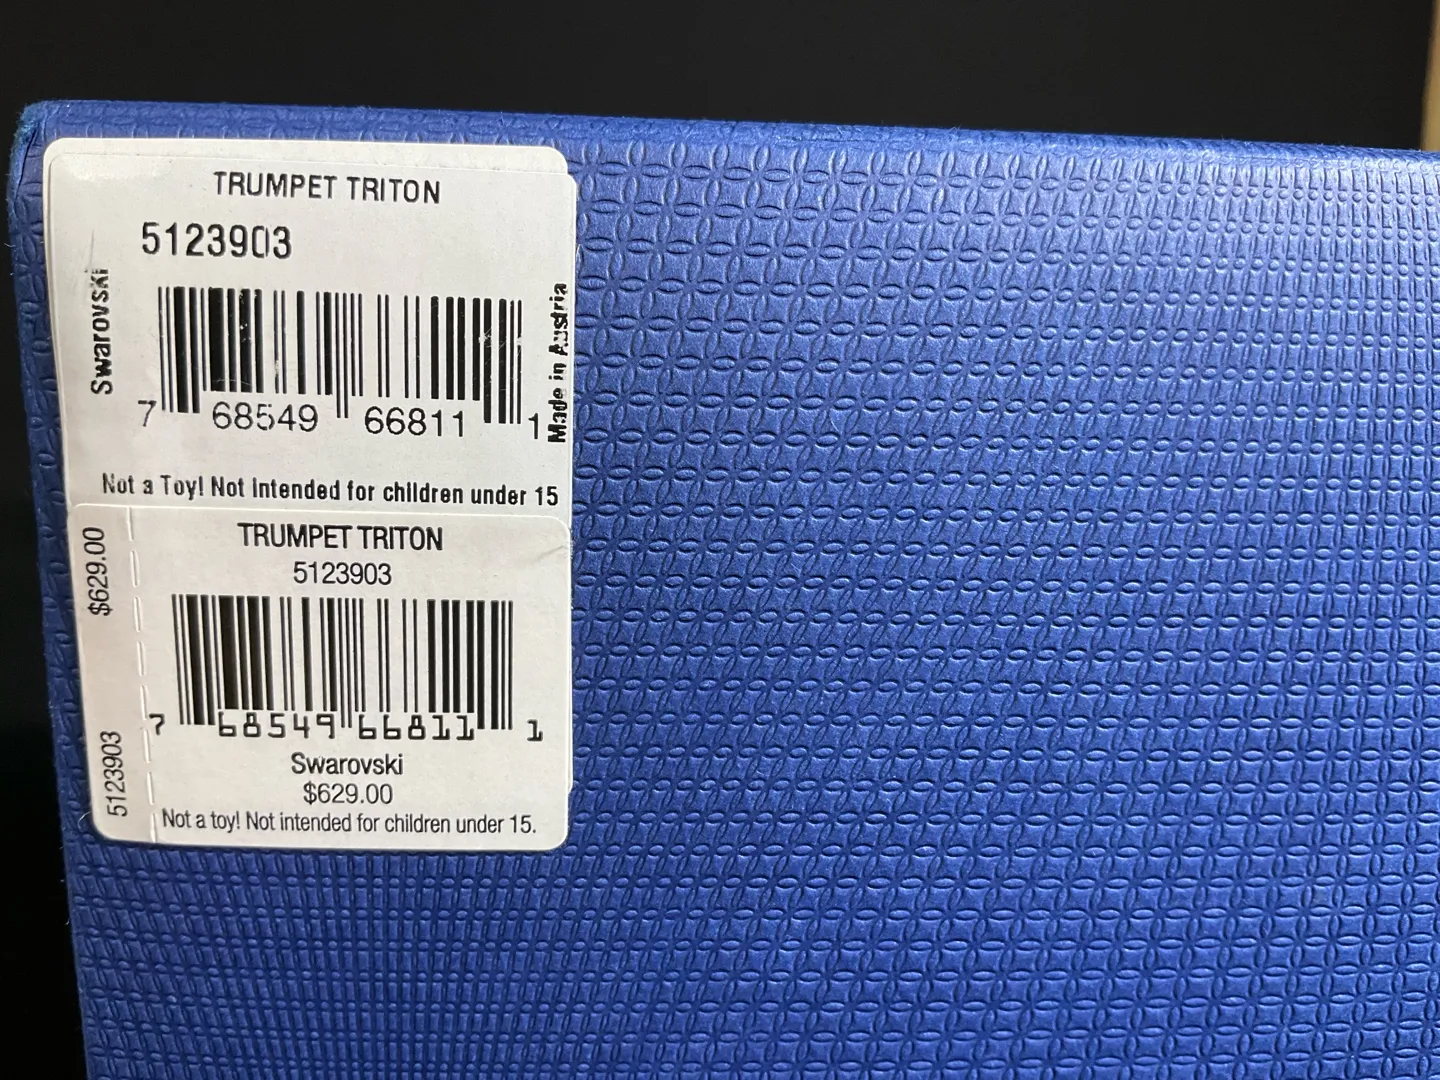 TRUMPET TRITON
5123903
Swarovski
Made in Austria
7 68549 66811 1
Not a Toy! Not Intended for children under 15
$629.00
5123903
TRUMPET TRITON
5123903
7 68549 66811 1
Swarovski
$629.00
Not a toy! Not intended for children under 15.